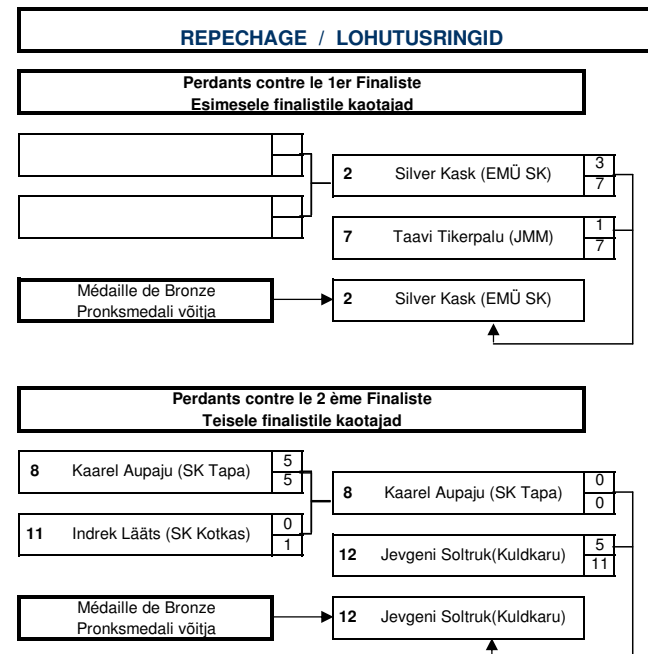 REPECHAGE / LOHUTUSRINGID
Perdants contre le 1er Finaliste
Esimesele finalistile kaotajad
2 Silver Kask (EMÜ SK) 3
7
7 Taavi Tikerpalu (JMM) 1
7
Médaille de Bronze
Pronksmedali võitja
2 Silver Kask (EMÜ SK)
Perdants contre le 2 ème Finaliste
Teisele finalistile kaotajad
8 Kaarel Aupaju (SK Tapa) 5
5
11 Indrek Lääts (SK Kotkas) 0
1
8 Kaarel Aupaju (SK Tapa) 0
0
12 Jevgeni Soltruk(Kuldkaru) 5
11
Médaille de Bronze
Pronksmedali võitja
12 Jevgeni Soltruk(Kuldkaru)